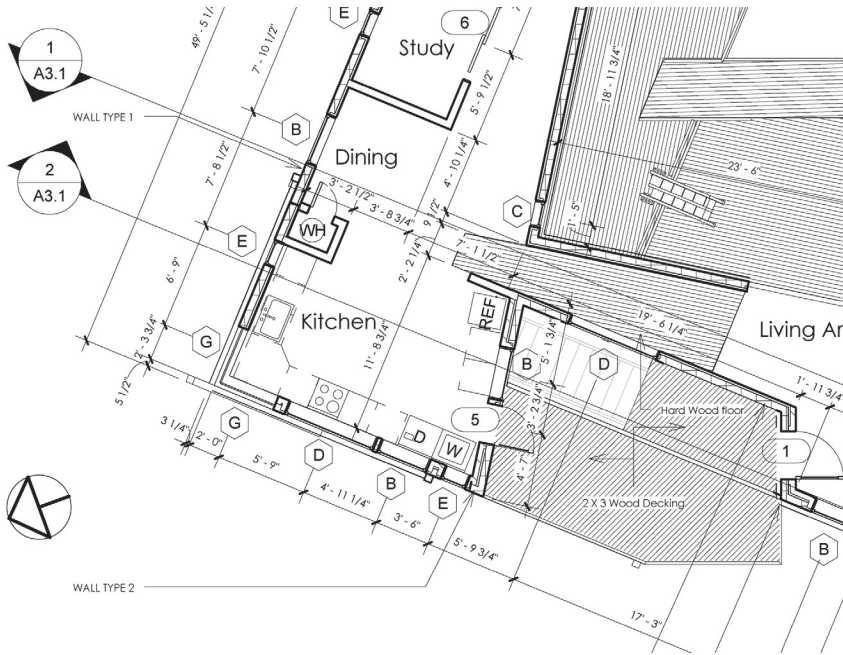 E
6
1
A3.1
Study
49' - 5 1/4"
7' - 10 1/2"
5' - 9 1/2"
18' - 11 3/4"
WALL TYPE 1
B
2
A3.1
Dining
7' - 8 1/2"
4' - 10 1/4"
23' - 6"
3' - 2 1/2"
3' - 8 3/4"
9 1/2"
C
1' - 5"
WH
E
7' - 1 1/2"
2' - 2 1/4"
6' - 9"
Kitchen
REF.
19' - 6 1/4"
Living Ar
G
2' - 3 3/4"
11' - 8 3/4"
5' - 1 3/4"
B
D
1' - 11 3/4"
5 1/2"
Hard Wood floor
3' - 2 3/4"
5
D
W
1
3 1/4"
2' - 0"
G
5' - 9"
D
4' - 11 1/4"
B
3' - 6"
E
4' - 7"
2 X 3 Wood Decking
5' - 9 3/4"
B
WALL TYPE 2
17' - 3"